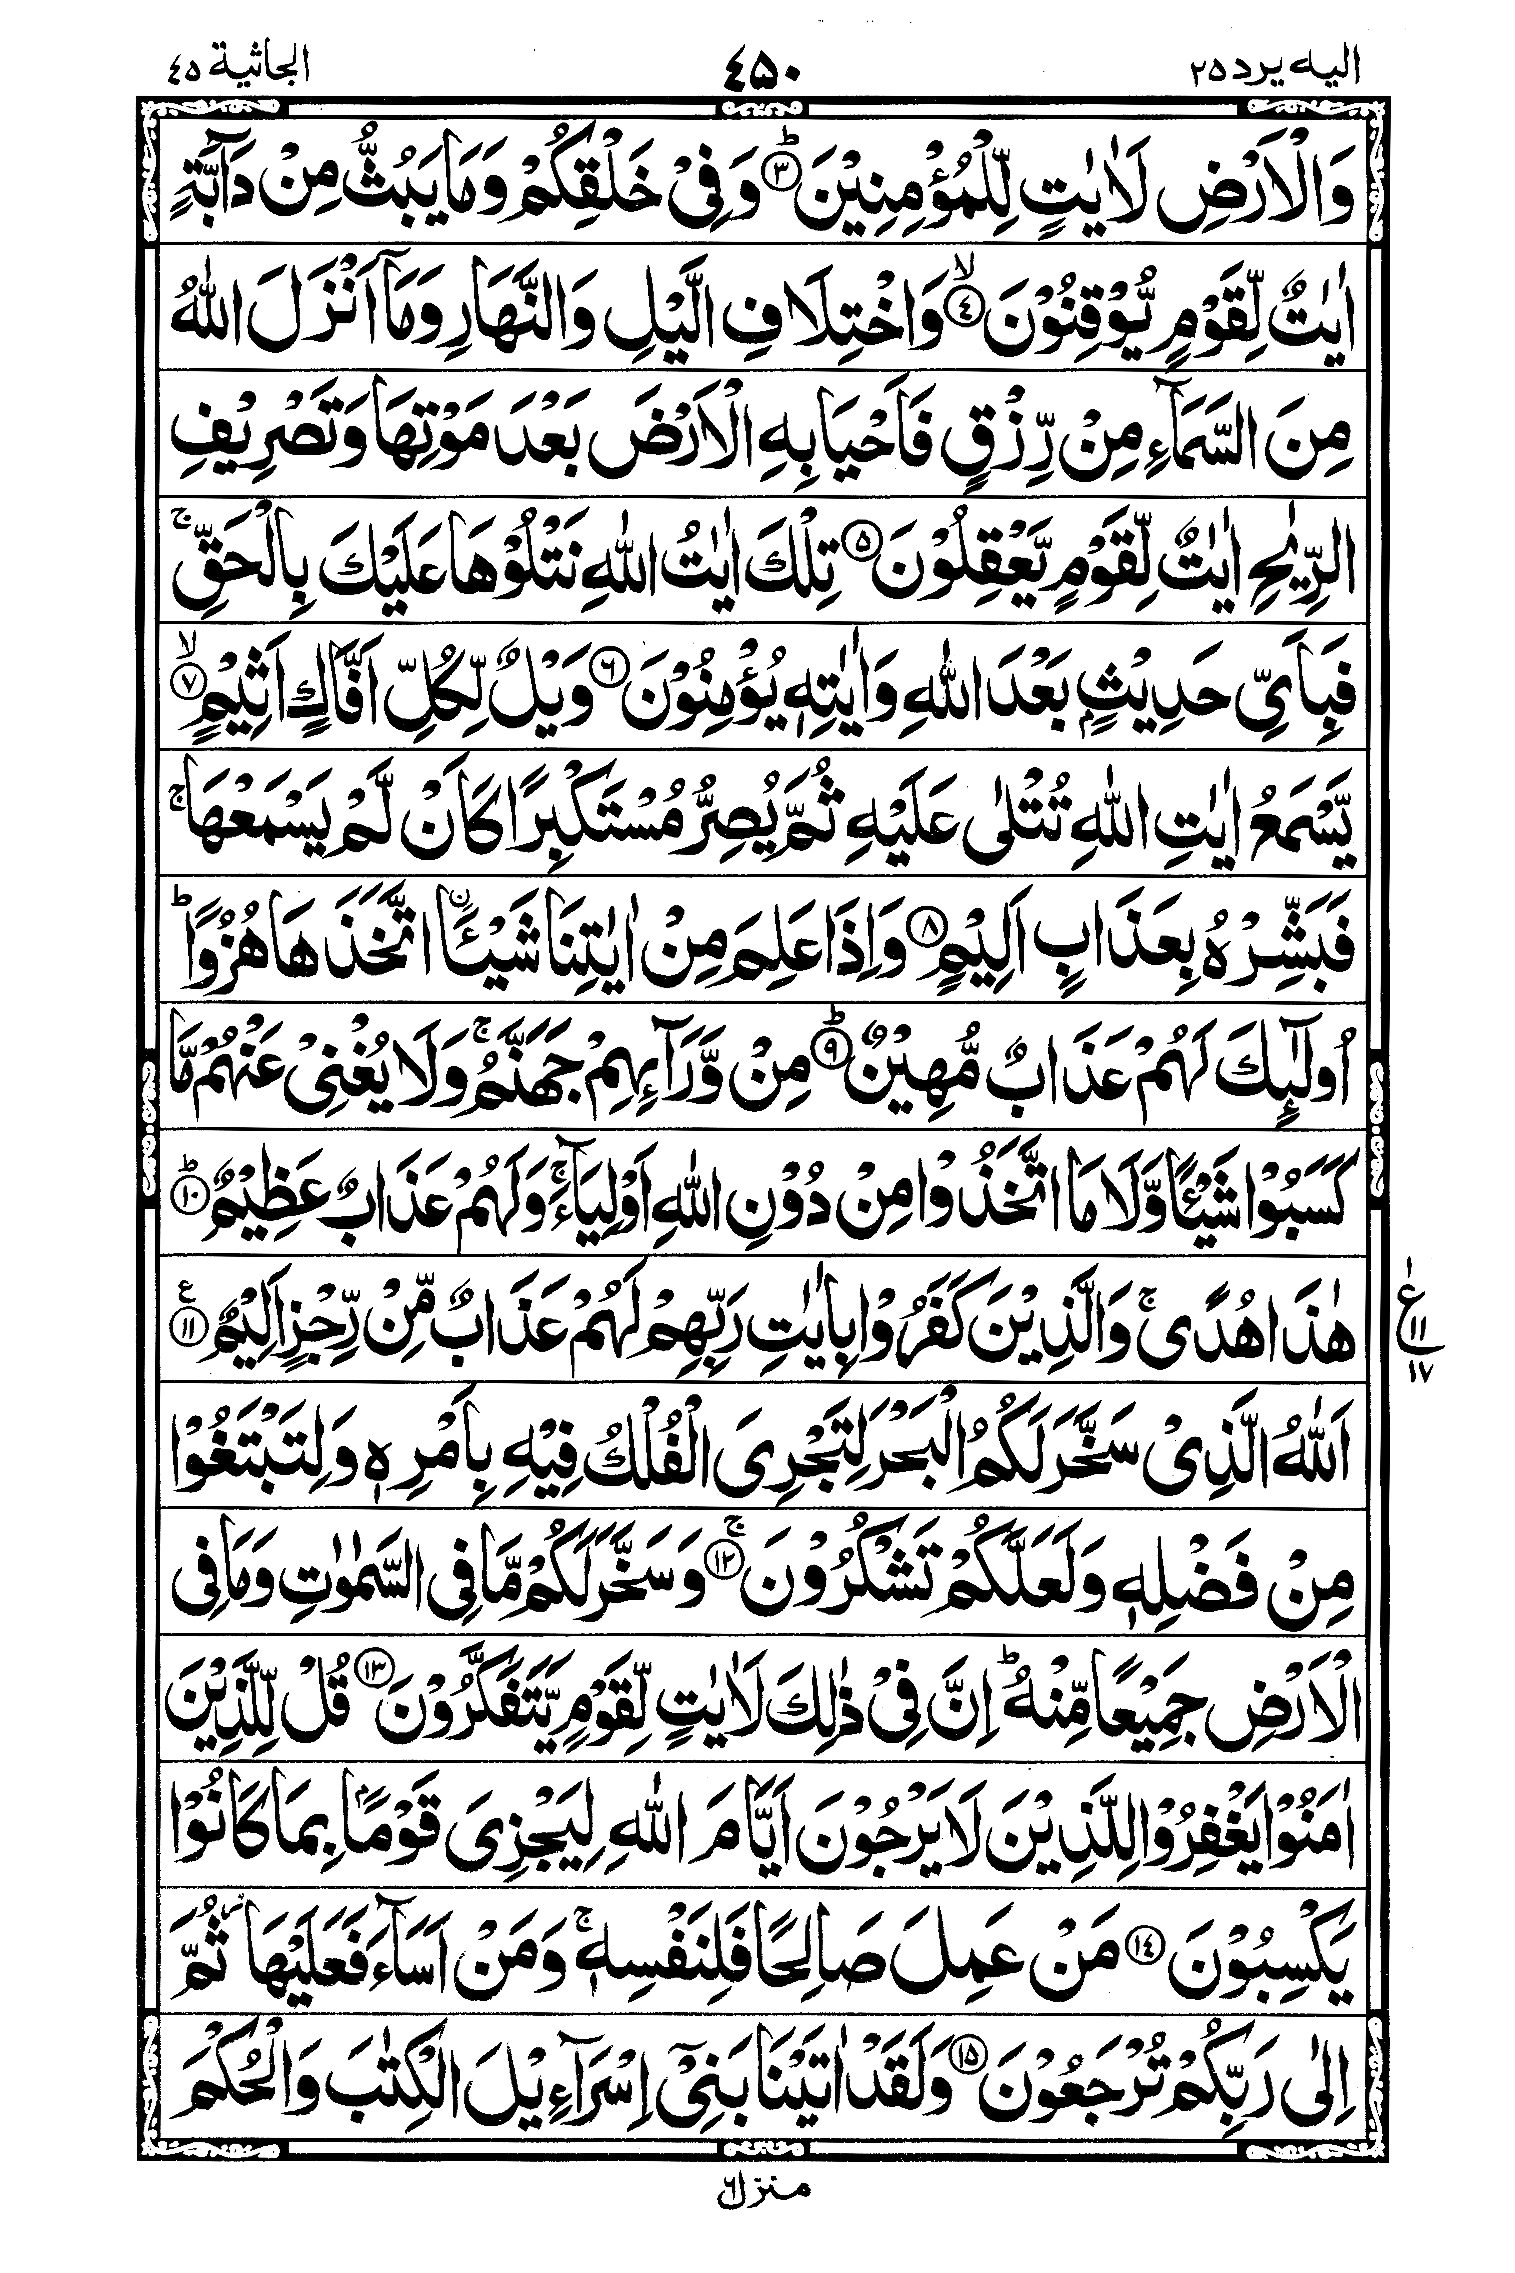 اليه يرد ٢٥ ٤٥٠ الجاثية ٤٥
وَالْاَرْضِ لَاٰيٰتٍ لِّلْمُؤْمِنِيْنَ ؕ﴿۳﴾ وَفِيْ خَلْقِكُمْ وَمَا يَبُثُّ مِنْ دَآبَّةٍ
اٰيٰتٌ لِّقَوْمٍ يُّوْقِنُوْنَ ۙ﴿۴﴾ وَاخْتِلَافِ الَّيْلِ وَالنَّهَارِ وَمَآ اَنْزَلَ اللّٰهُ
مِنَ السَّمَآءِ مِنْ رِّزْقٍ فَاَحْيَا بِهِ الْاَرْضَ بَعْدَ مَوْتِهَا وَتَصْرِيْفِ
الرِّيٰحِ اٰيٰتٌ لِّقَوْمٍ يَّعْقِلُوْنَ ﴿۵﴾ تِلْكَ اٰيٰتُ اللّٰهِ نَتْلُوْهَا عَلَيْكَ بِالْحَقِّ ۚ
فَبِاَيِّ حَدِيْثٍۭ بَعْدَ اللّٰهِ وَاٰيٰتِهٖ يُؤْمِنُوْنَ ﴿۶﴾ وَيْلٌ لِّكُلِّ اَفَّاكٍ اَثِيْمٍ ۙ﴿۷﴾
يَّسْمَعُ اٰيٰتِ اللّٰهِ تُتْلٰى عَلَيْهِ ثُمَّ يُصِرُّ مُسْتَكْبِرًا كَاَنْ لَّمْ يَسْمَعْهَا ۚ
فَبَشِّرْهُ بِعَذَابٍ اَلِيْمٍ ﴿۸﴾ وَاِذَا عَلِمَ مِنْ اٰيٰتِنَا شَيْـَٔا ۨ اتَّخَذَهَا هُزُوًا ؕ
اُولٰٓئِكَ لَهُمْ عَذَابٌ مُّهِيْنٌ ؕ﴿۹﴾ مِنْ وَّرَآئِهِمْ جَهَنَّمُ ۚ وَلَا يُغْنِيْ عَنْهُمْ مَّا
كَسَبُوْا شَيْـًٔا وَّلَا مَا اتَّخَذُوْا مِنْ دُوْنِ اللّٰهِ اَوْلِيَآءَ ۚ وَلَهُمْ عَذَابٌ عَظِيْمٌ ؕ﴿۱۰﴾
هٰذَا هُدًى ۚ وَالَّذِيْنَ كَفَرُوْا بِاٰيٰتِ رَبِّهِمْ لَهُمْ عَذَابٌ مِّنْ رِّجْزٍ اَلِيْمٌ ﴿۱۱﴾ ع
ع ١ ١١ ١٧
اَللّٰهُ الَّذِيْ سَخَّرَ لَكُمُ الْبَحْرَ لِتَجْرِيَ الْفُلْكُ فِيْهِ بِاَمْرِهٖ وَلِتَبْتَغُوْا
مِنْ فَضْلِهٖ وَلَعَلَّكُمْ تَشْكُرُوْنَ ۚ﴿۱۲﴾ وَسَخَّرَ لَكُمْ مَّا فِي السَّمٰوٰتِ وَمَا فِي
الْاَرْضِ جَمِيْعًا مِّنْهُ ؕ اِنَّ فِيْ ذٰلِكَ لَاٰيٰتٍ لِّقَوْمٍ يَّتَفَكَّرُوْنَ ﴿۱۳﴾ قُلْ لِّلَّذِيْنَ
اٰمَنُوْا يَغْفِرُوْا لِلَّذِيْنَ لَا يَرْجُوْنَ اَيَّامَ اللّٰهِ لِيَجْزِيَ قَوْمًۢا بِمَا كَانُوْا
يَكْسِبُوْنَ ﴿۱۴﴾ مَنْ عَمِلَ صَالِحًا فَلِنَفْسِهٖ ۚ وَمَنْ اَسَآءَ فَعَلَيْهَا ؗ ثُمَّ
اِلٰى رَبِّكُمْ تُرْجَعُوْنَ ﴿۱۵﴾ وَلَقَدْ اٰتَيْنَا بَنِيْٓ اِسْرَآءِيْلَ الْكِتٰبَ وَالْحُكْمَ
منزل ٦